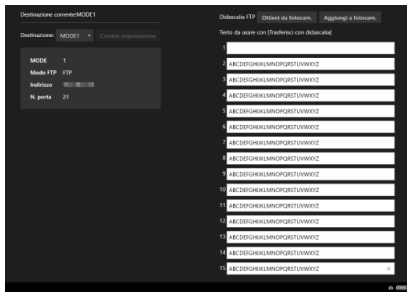 Destinazione corrente:MODE1
Destinazione: MODE1 Cambia impostazione
MODE 1
Modo FTP FTP
Indirizzo
N. porta 21
Didascalia FTP Ottieni da fotocam. Aggiungi a fotocam.
Testo da usare con [Trasferisci con didascalia]
1
2 ABCDEFGHIJKLMNOPQRSTUVWXYZ
3 ABCDEFGHIJKLMNOPQRSTUVWXYZ
4 ABCDEFGHIJKLMNOPQRSTUVWXYZ
5 ABCDEFGHIJKLMNOPQRSTUVWXYZ
6 ABCDEFGHIJKLMNOPQRSTUVWXYZ
7 ABCDEFGHIJKLMNOPQRSTUVWXYZ
8 ABCDEFGHIJKLMNOPQRSTUVWXYZ
9 ABCDEFGHIJKLMNOPQRSTUVWXYZ
10 ABCDEFGHIJKLMNOPQRSTUVWXYZ
11 ABCDEFGHIJKLMNOPQRSTUVWXYZ
12 ABCDEFGHIJKLMNOPQRSTUVWXYZ
13 ABCDEFGHIJKLMNOPQRSTUVWXYZ
14 ABCDEFGHIJKLMNOPQRSTUVWXYZ
15 ABCDEFGHIJKLMNOPQRSTUVWXYZ